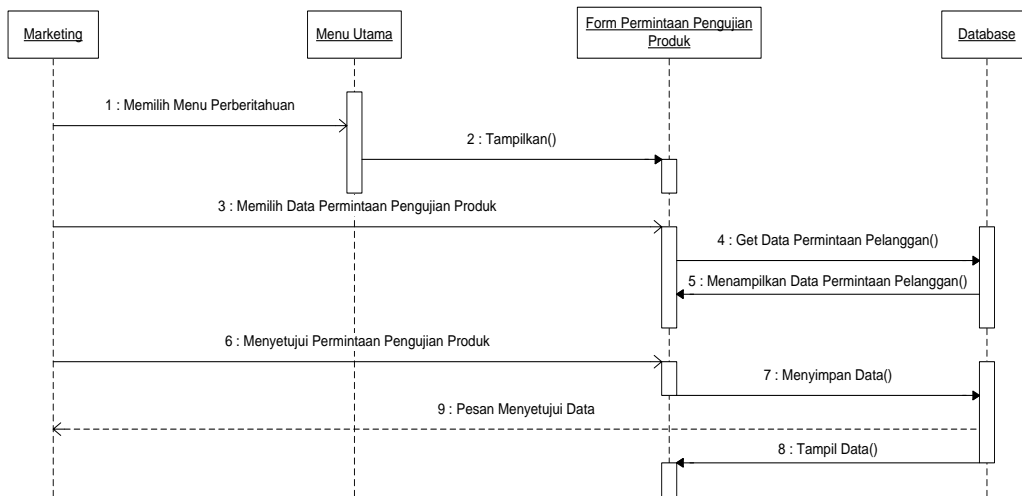 Marketing
Menu Utama
Form Permintaan Pengujian
Produk
Database
1 : Memilih Menu Perberitahuan
2 : Tampilkan()
3 : Memilih Data Permintaan Pengujian Produk
4 : Get Data Permintaan Pelanggan()
5 : Menampilkan Data Permintaan Pelanggan()
6 : Menyetujui Permintaan Pengujian Produk
7 : Menyimpan Data()
9 : Pesan Menyetujui Data
8 : Tampil Data()